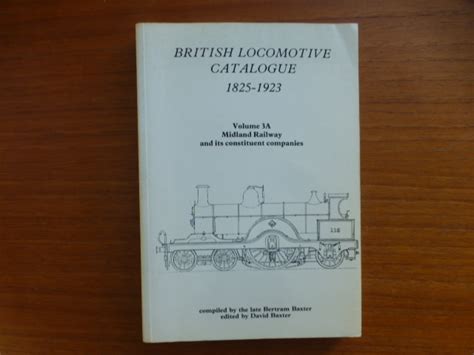 BRITISH LOCOMOTIVE
CATALOGUE
1825-1923
Volume 3A
Midland Railway
and its constituent companies
116
compiled by the late Bertram Baxter
edited by David Baxter